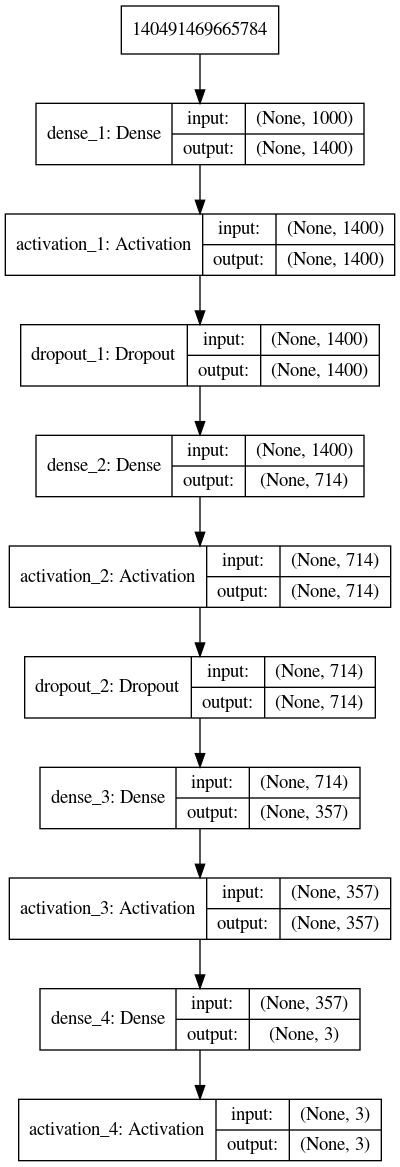 140491469665784
dense_1: Dense
input: (None, 1000)
output: (None, 1400)
activation_1: Activation
input: (None, 1400)
output: (None, 1400)
dropout_1: Dropout
input: (None, 1400)
output: (None, 1400)
dense_2: Dense
input: (None, 1400)
output: (None, 714)
activation_2: Activation
input: (None, 714)
output: (None, 714)
dropout_2: Dropout
input: (None, 714)
output: (None, 714)
dense_3: Dense
input: (None, 714)
output: (None, 357)
activation_3: Activation
input: (None, 357)
output: (None, 357)
dense_4: Dense
input: (None, 357)
output: (None, 3)
activation_4: Activation
input: (None, 3)
output: (None, 3)